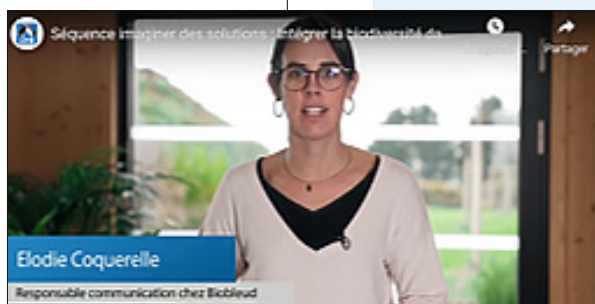 Séquence imaginer des solutions : Intégrer la biodiversité da...
Partager
Elodie Coquerelle
Responsable communication chez Biobleud